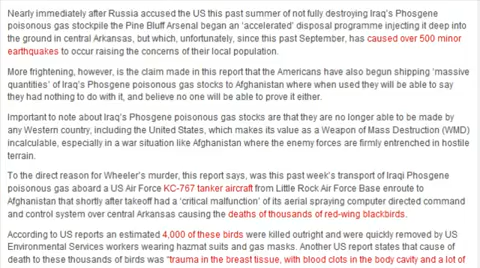 Nearly immediately after Russia accused the US this past summer of not fully destroying Iraq's Phosgene
poisonous gas stockpile the Pine Bluff Arsenal began an 'accelerated' disposal programme injecting it deep into
the ground in central Arkansas, but which, unfortunately, since this past September, has caused over 500 minor
earthquakes to occur raising the concerns of their local population.
More frightening, however, is the claim made in this report that the Americans have also begun shipping 'massive
quantities' of Iraq's Phosgene poisonous gas stocks to Afghanistan where when used they will be able to say
they had nothing to do with it, and believe no one will be able to prove it either.
Important to note about Iraq's Phosgene poisonous gas stocks are that they are no longer able to be made by
any Western country, including the United States, which makes its value as a Weapon of Mass Destruction (WMD)
incalculable, especially in a war situation like Afghanistan where the enemy forces are firmly entrenched in hostile
terrain.
To the direct reason for Wheeler's murder, this report says, was this past week's transport of Iraqi Phosgene
poisonous gas aboard a US Air Force KC-767 tanker aircraft from Little Rock Air Force Base enroute to
Afghanistan that shortly after takeoff had a 'critical malfunction' of its aerial spraying computer directed command
and control system over central Arkansas causing the deaths of thousands of red-wing blackbirds.
According to US reports an estimated 4,000 of these birds were killed outright and were quickly removed by US
Environmental Services workers wearing hazmat suits and gas masks. Another US report states that cause of
death to these thousands of birds was "trauma in the breast tissue, with blood clots in the body cavity and a lot of